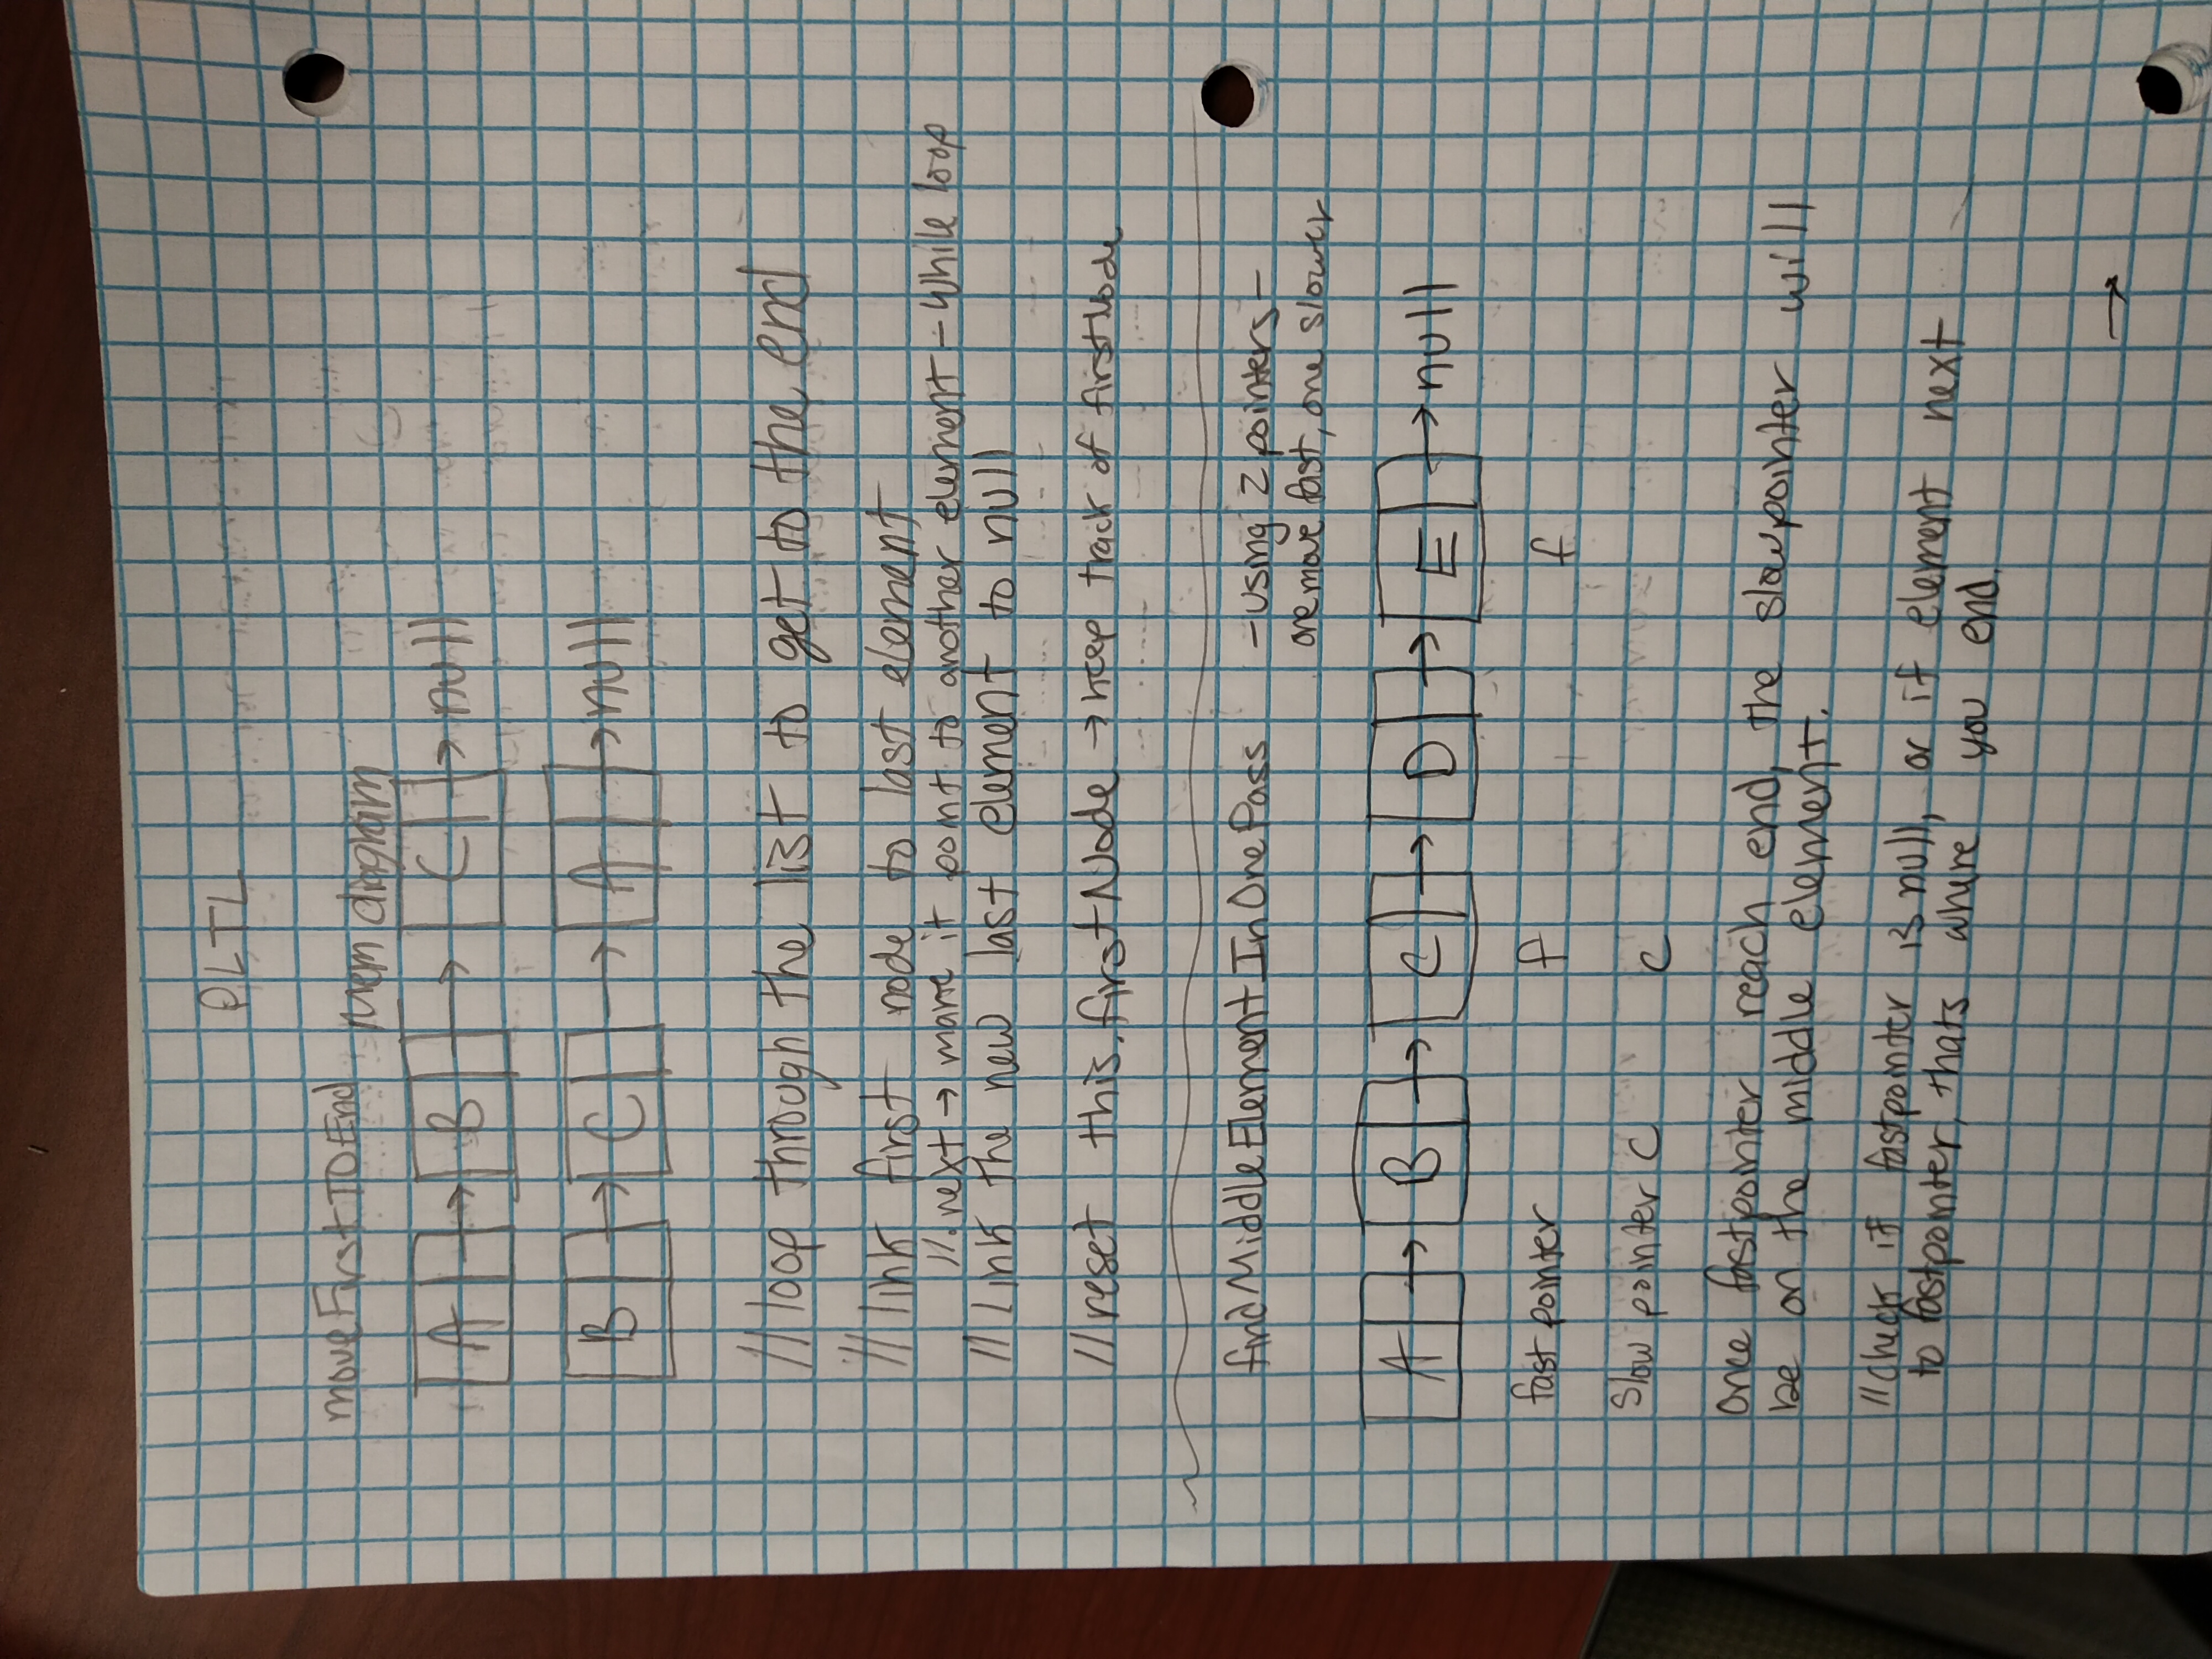 PLTL
moveFirstTOEnd Mem diagram
A → B → C → null
B → C → A → null
//loop through the list to get to the end
//link first node to last element
//.next → make it point to another element - While loop
//Link the new last element to null
//reset this.firstNode → keep track of firstNode
findMiddleElementInOnePass - using 2 pointers -
one move fast, one slower
A → B → C → D → E → null
fast pointer f f
Slow pointer C C
Once fastpointer reach end, the slowpointer will
be on the middle element.
//check if fastpointer is null, or if element next
to fastpointer, thats where you end.
→